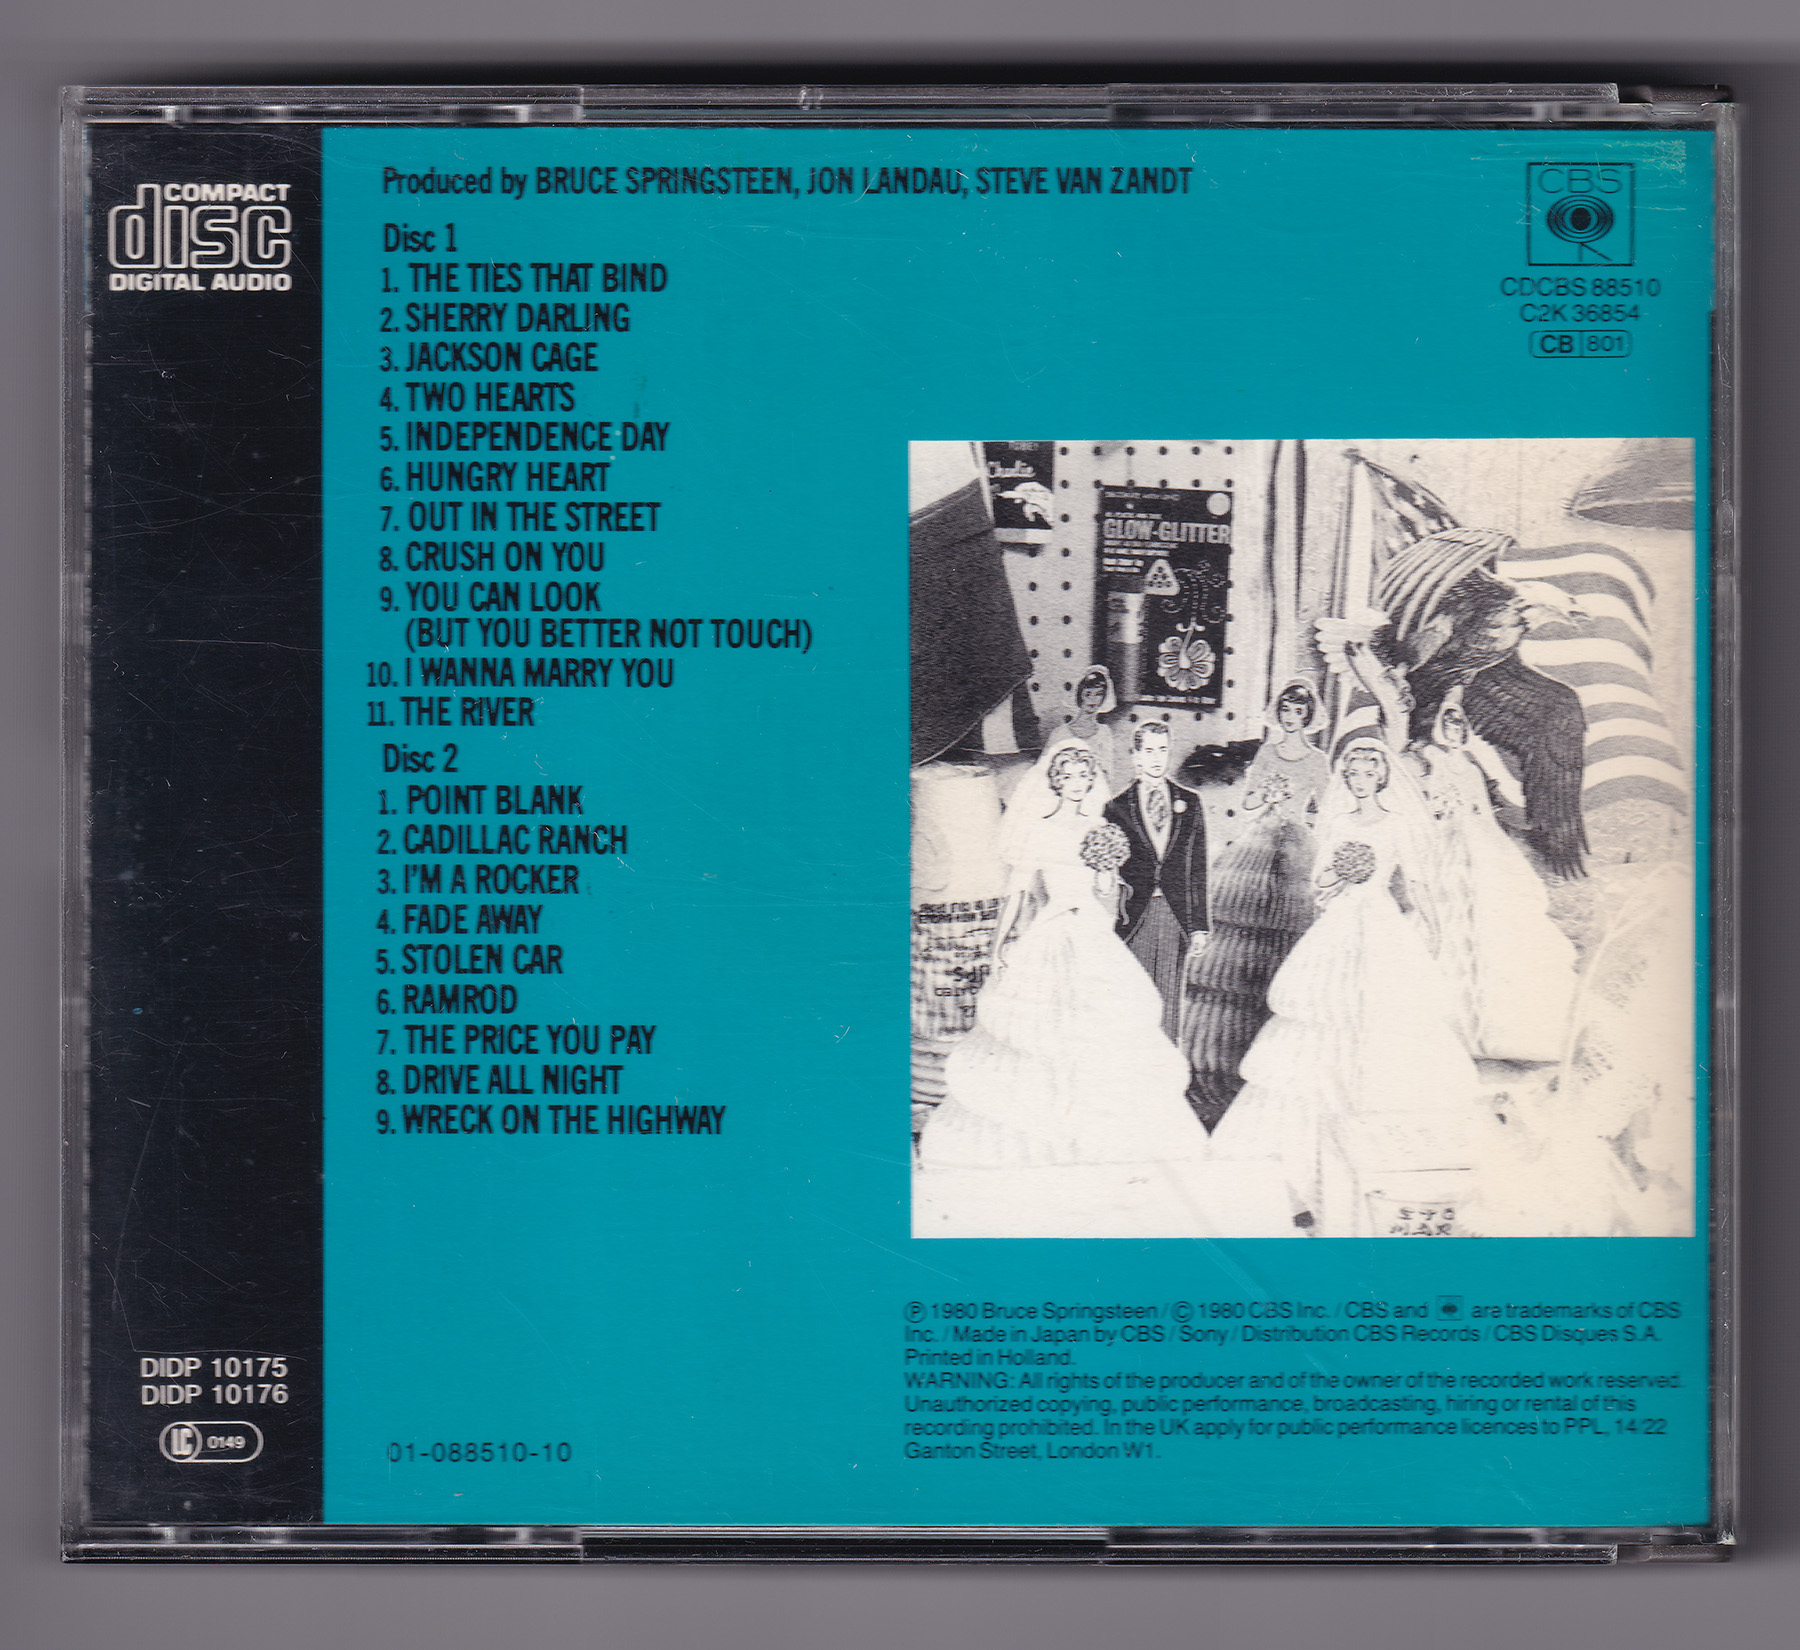 COMPACT
disc
DIGITAL AUDIO
Produced by BRUCE SPRINGSTEEN, JON LANDAU, STEVE VAN ZANDT
Disc 1
1. THE TIES THAT BIND
2. SHERRY DARLING
3. JACKSON CAGE
4. TWO HEARTS
5. INDEPENDENCE DAY
6. HUNGRY HEART
7. OUT IN THE STREET
8. CRUSH ON YOU
9. YOU CAN LOOK
(BUT YOU BETTER NOT TOUCH)
10. I WANNA MARRY YOU
11. THE RIVER
Disc 2
1. POINT BLANK
2. CADILLAC RANCH
3. I'M A ROCKER
4. FADE AWAY
5. STOLEN CAR
6. RAMROD
7. THE PRICE YOU PAY
8. DRIVE ALL NIGHT
9. WRECK ON THE HIGHWAY
CBS
CDCBS 88510
C2K 36854
CB 801
Charlie
GLOW-GLITTER
DIDP 10175
DIDP 10176
LC 0149
01-088510-10
℗ 1980 Bruce Springsteen / © 1980 CBS Inc. / CBS and are trademarks of CBS
Inc. / Made in Japan by CBS / Sony / Distribution CBS Records / CBS Disques S.A.
Printed in Holland.
WARNING: All rights of the producer and of the owner of the recorded work reserved.
Unauthorized copying, public performance, broadcasting, hiring or rental of this
recording prohibited. In the UK apply for public performance licences to PPL, 14/22
Ganton Street, London W1.